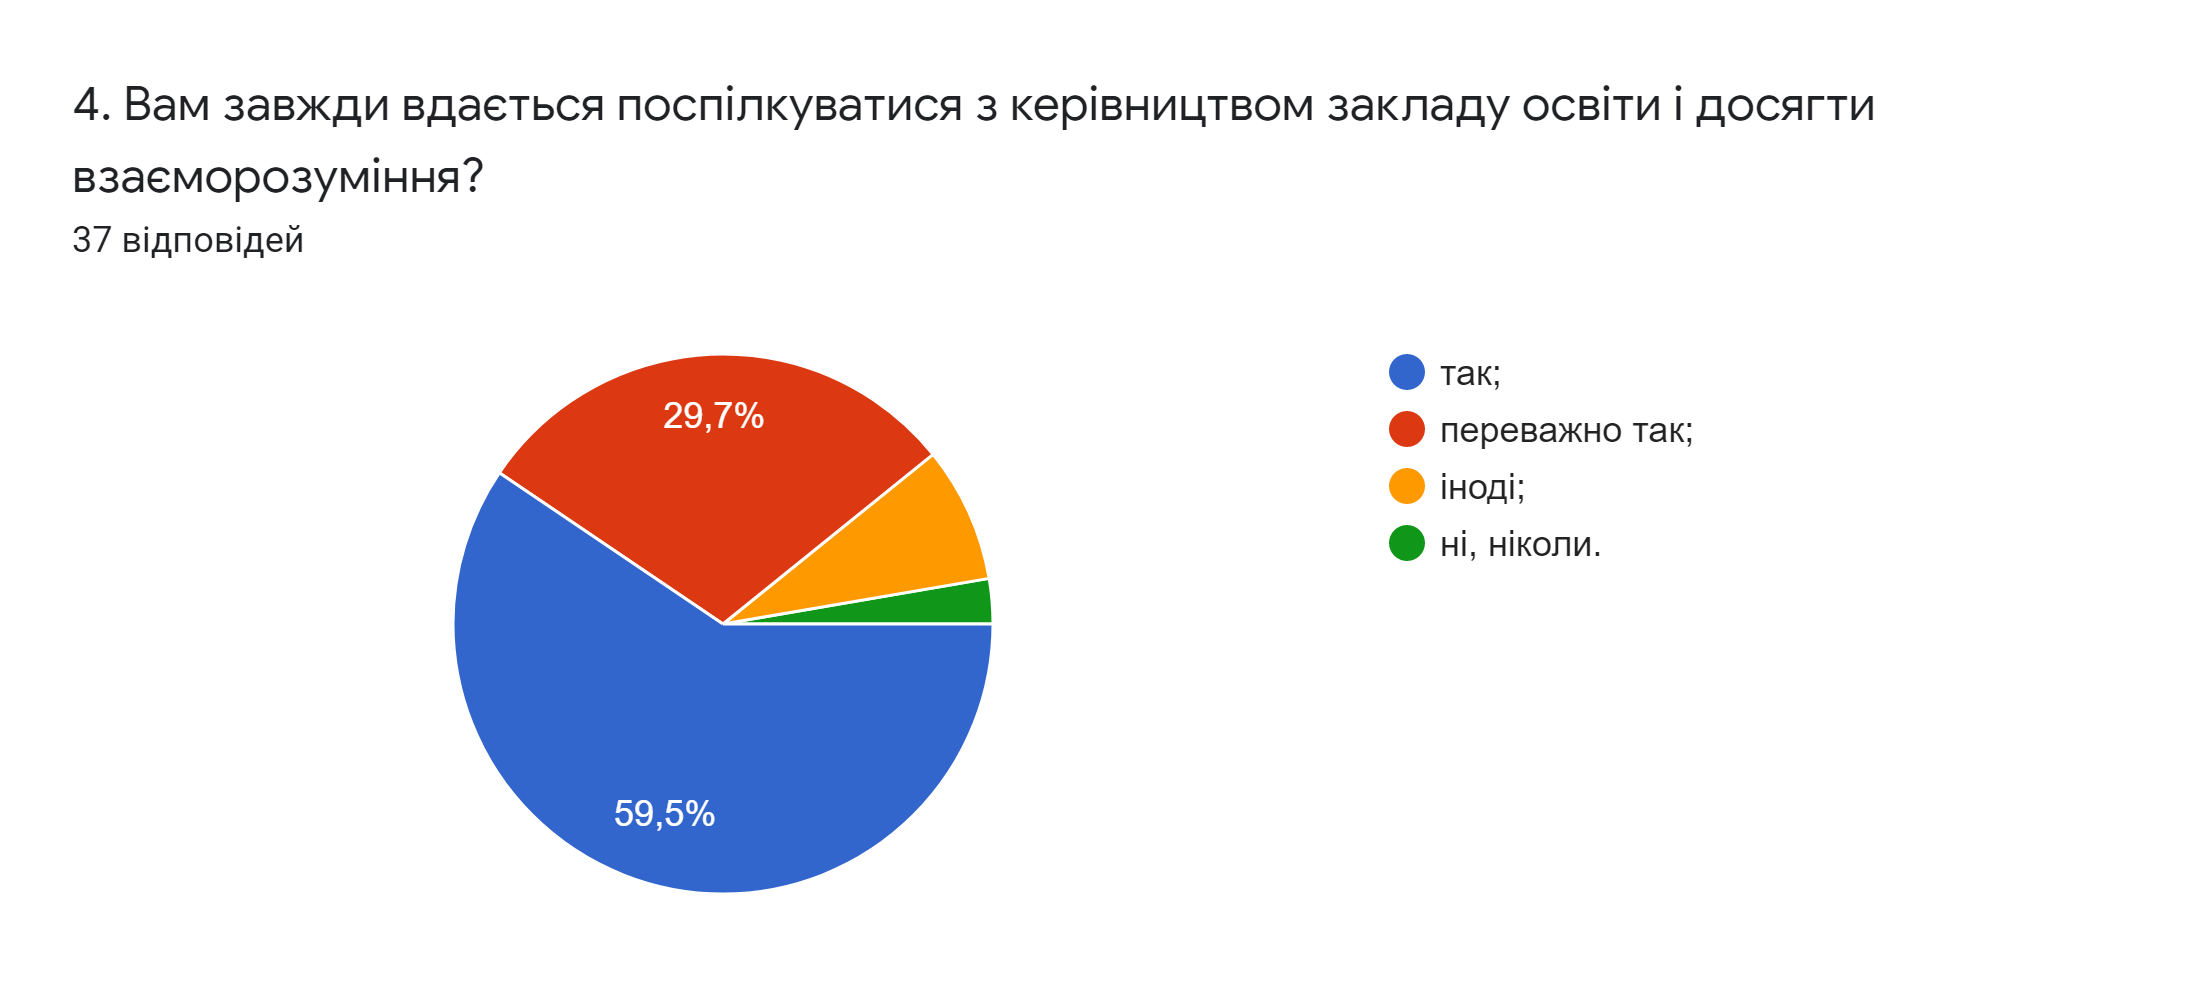 4. Вам завжди вдається поспілкуватися з керівництвом закладу освіти і досягти
взаєморозуміння?
37 відповідей
29,7%
59,5%
так;
переважно так;
іноді;
ні, ніколи.